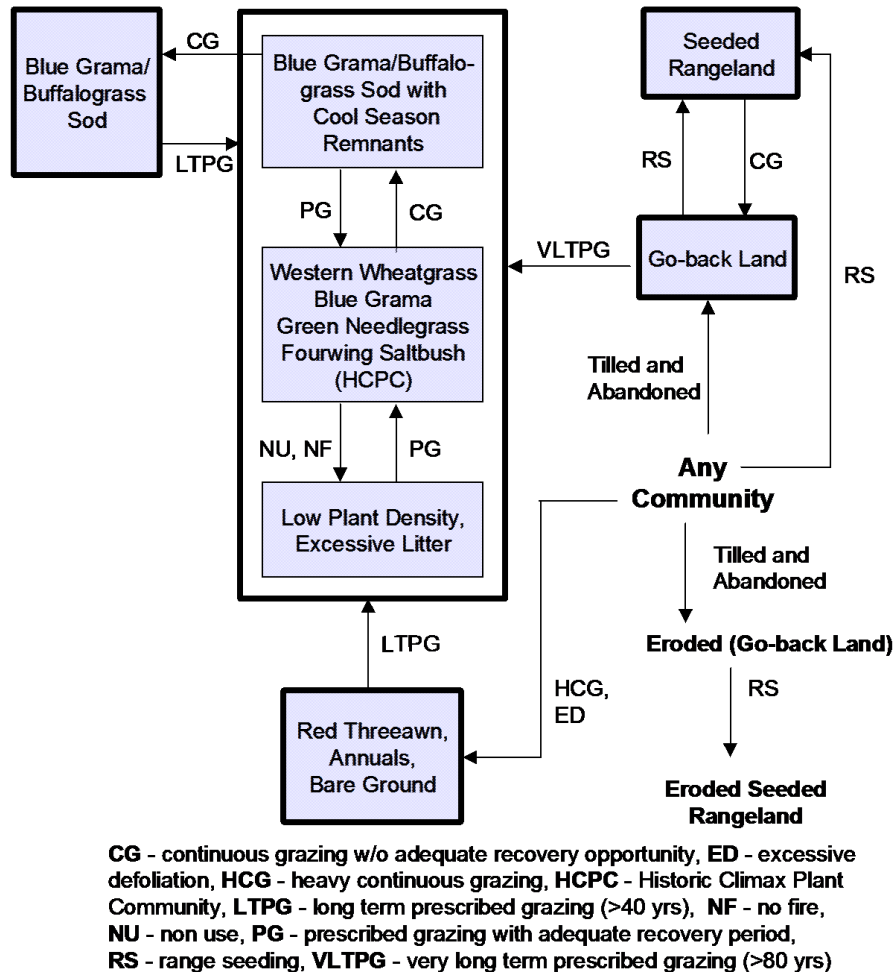 CG
Blue Grama/
Buffalograss
Sod
LTPG
Blue Grama/Buffalo-
grass Sod with
Cool Season
Remnants
PG
CG
Western Wheatgrass
Blue Grama
Green Needlegrass
Fourwing Saltbush
(HCPC)
NU, NF
PG
Low Plant Density,
Excessive Litter
LTPG
Red Threeawn,
Annuals,
Bare Ground
HCG,
ED
Seeded
Rangeland
RS
CG
VLTPG
Go-back Land
RS
Tilled and
Abandoned
Any
Community
Tilled and
Abandoned
Eroded (Go-back Land)
RS
Eroded Seeded
Rangeland
CG - continuous grazing w/o adequate recovery opportunity, ED - excessive
defoliation, HCG - heavy continuous grazing, HCPC - Historic Climax Plant
Community, LTPG - long term prescribed grazing (>40 yrs), NF - no fire,
NU - non use, PG - prescribed grazing with adequate recovery period,
RS - range seeding, VLTPG - very long term prescribed grazing (>80 yrs)